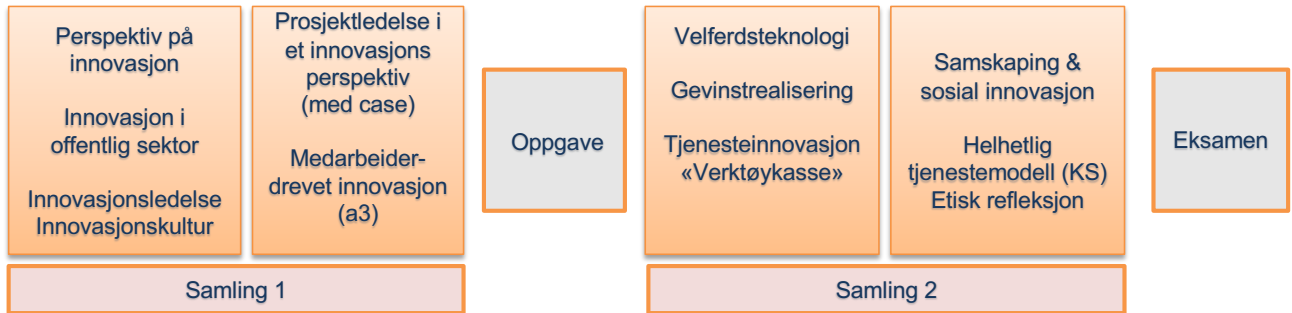 Perspektiv på
innovasjon
Innovasjon i
offentlig sektor
Innovasjonsledelse
Innovasjonskultur
Prosjektledelse i
et innovasjons
perspektiv
(med case)
Medarbeider-
drevet innovasjon
(a3)
Samling 1
Oppgave
Velferdsteknologi
Gevinstrealisering
Tjenesteinnovasjon
«Verktøykasse»
Samskaping &
sosial innovasjon
Helhetlig
tjenestemodell (KS)
Etisk refleksjon
Samling 2
Eksamen